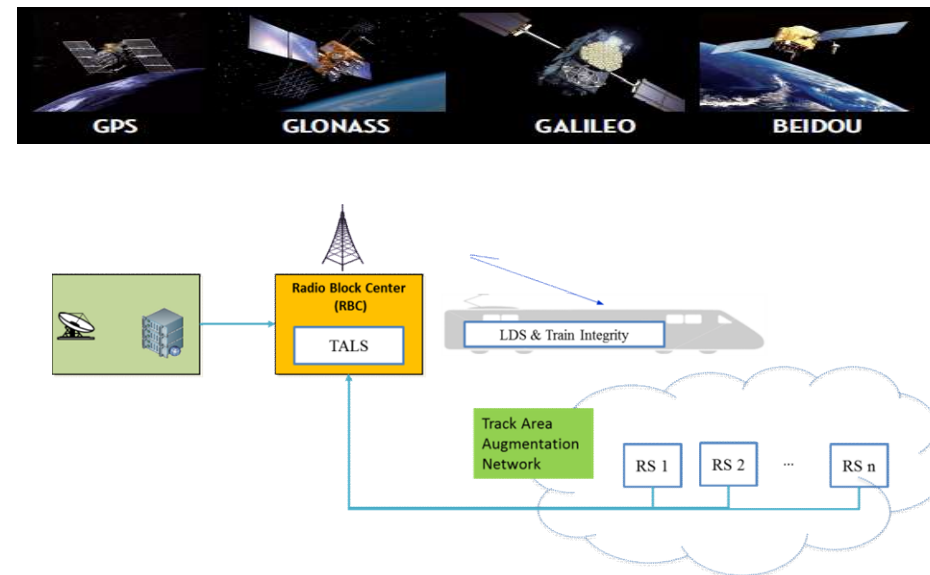 GPS
GLONASS
GALILEO
BEIDOU
Radio Block Center
(RBC)
TALS
LDS & Train Integrity
Track Area
Augmentation
Network
RS 1
RS 2
...
RS n